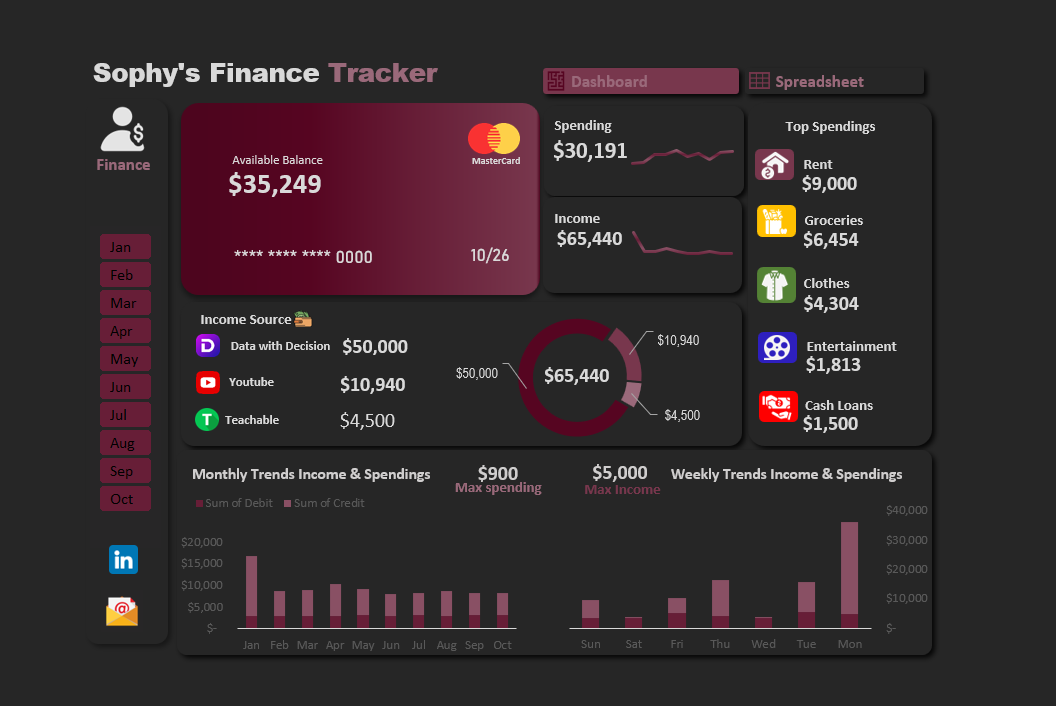 Sophy's Finance Tracker
Dashboard
Spreadsheet
Finance
Jan
Feb
Mar
Apr
May
Jun
Jul
Aug
Sep
Oct
Available Balance
$35,249
MasterCard
**** **** **** 0000
10/26
Spending
$30,191
Income
$65,440
Top Spendings
Rent
$9,000
Groceries
$6,454
Clothes
$4,304
Entertainment
$1,813
Cash Loans
$1,500
Income Source
Data with Decision $50,000
Youtube $10,940
Teachable $4,500
$10,940
$50,000
$65,440
$4,500
Monthly Trends Income & Spendings
$900
Max spending
$5,000
Max Income
Weekly Trends Income & Spendings
Sum of Debit Sum of Credit
$20,000
$15,000
$10,000
$5,000
$-
Jan Feb Mar Apr May Jun Jul Aug Sep Oct
$40,000
$30,000
$20,000
$10,000
$-
Sun Sat Fri Thu Wed Tue Mon
in
@
D
T